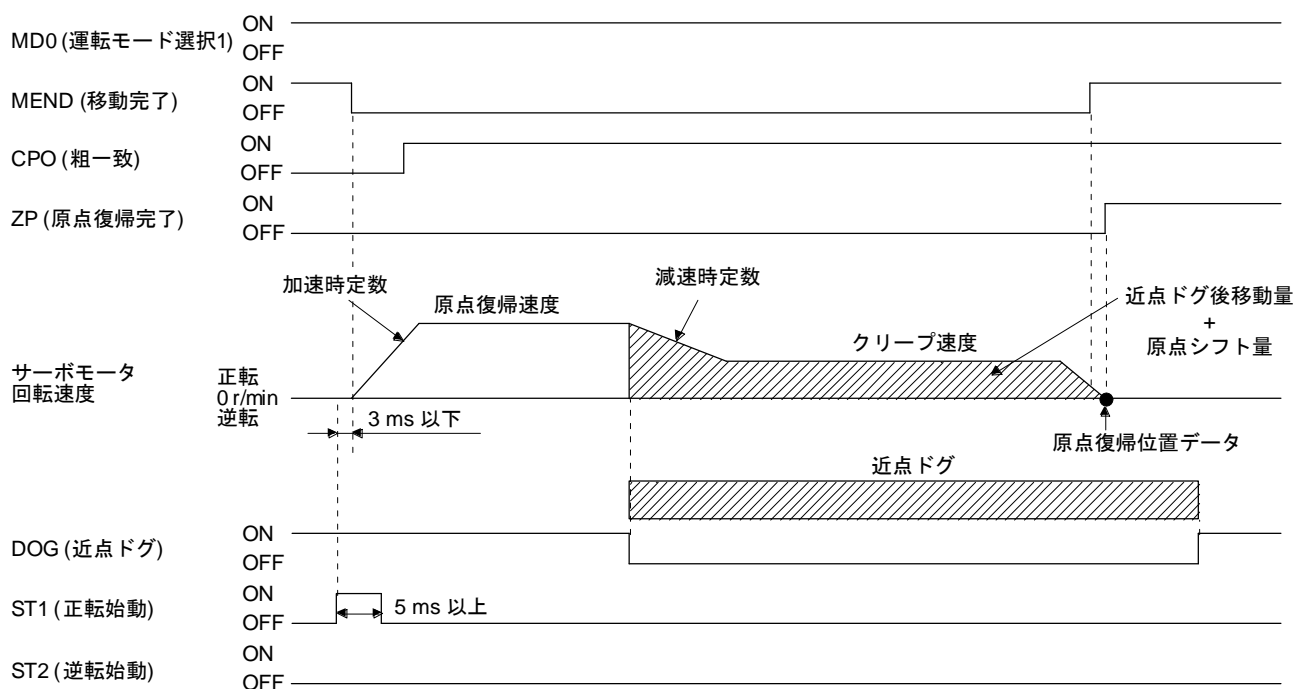 MD0 (運転モード選択1)
ON
OFF
MEND (移動完了)
ON
OFF
CPO (粗一致)
ON
OFF
ZP (原点復帰完了)
ON
OFF
加速時定数
原点復帰速度
減速時定数
クリープ速度
近点ドグ後移動量
+
原点シフト量
サーボモータ
回転速度
正転
0 r/min
逆転
3 ms 以下
原点復帰位置データ
近点ドグ
DOG (近点ドグ)
ON
OFF
ST1 (正転始動)
ON
OFF
5 ms 以上
ST2 (逆転始動)
ON
OFF